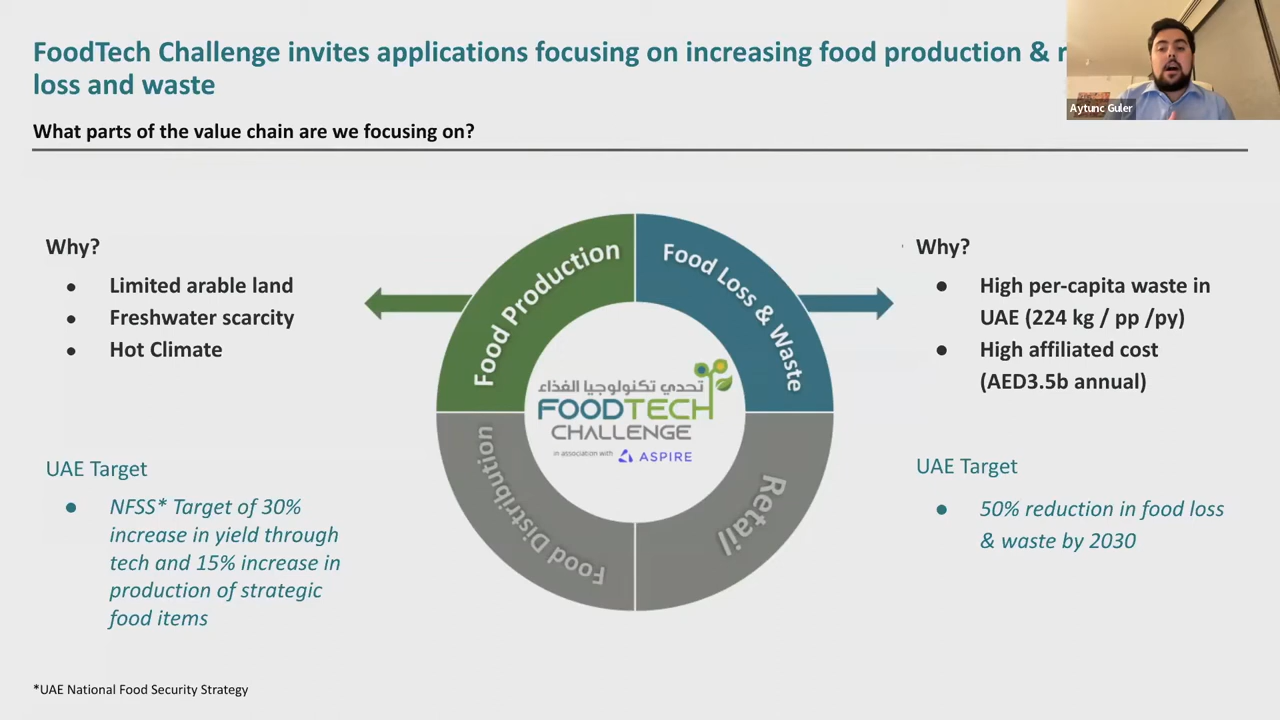 FoodTech Challenge invites applications focusing on increasing food production &
loss and waste
Aytunc Guler
What parts of the value chain are we focusing on?
Why?
● Limited arable land
● Freshwater scarcity
● Hot Climate
UAE Target
● NFSS* Target of 30%
increase in yield through
tech and 15% increase in
production of strategic
food items
Food Production
Food Loss & Waste
Food Distribution
Retail
تحدي تكنولوجيا الغذاء
FOODTECH
CHALLENGE
in association with ASPIRE
Why?
● High per-capita waste in
UAE (224 kg / pp /py)
● High affiliated cost
(AED3.5b annual)
UAE Target
● 50% reduction in food loss
& waste by 2030
*UAE National Food Security Strategy